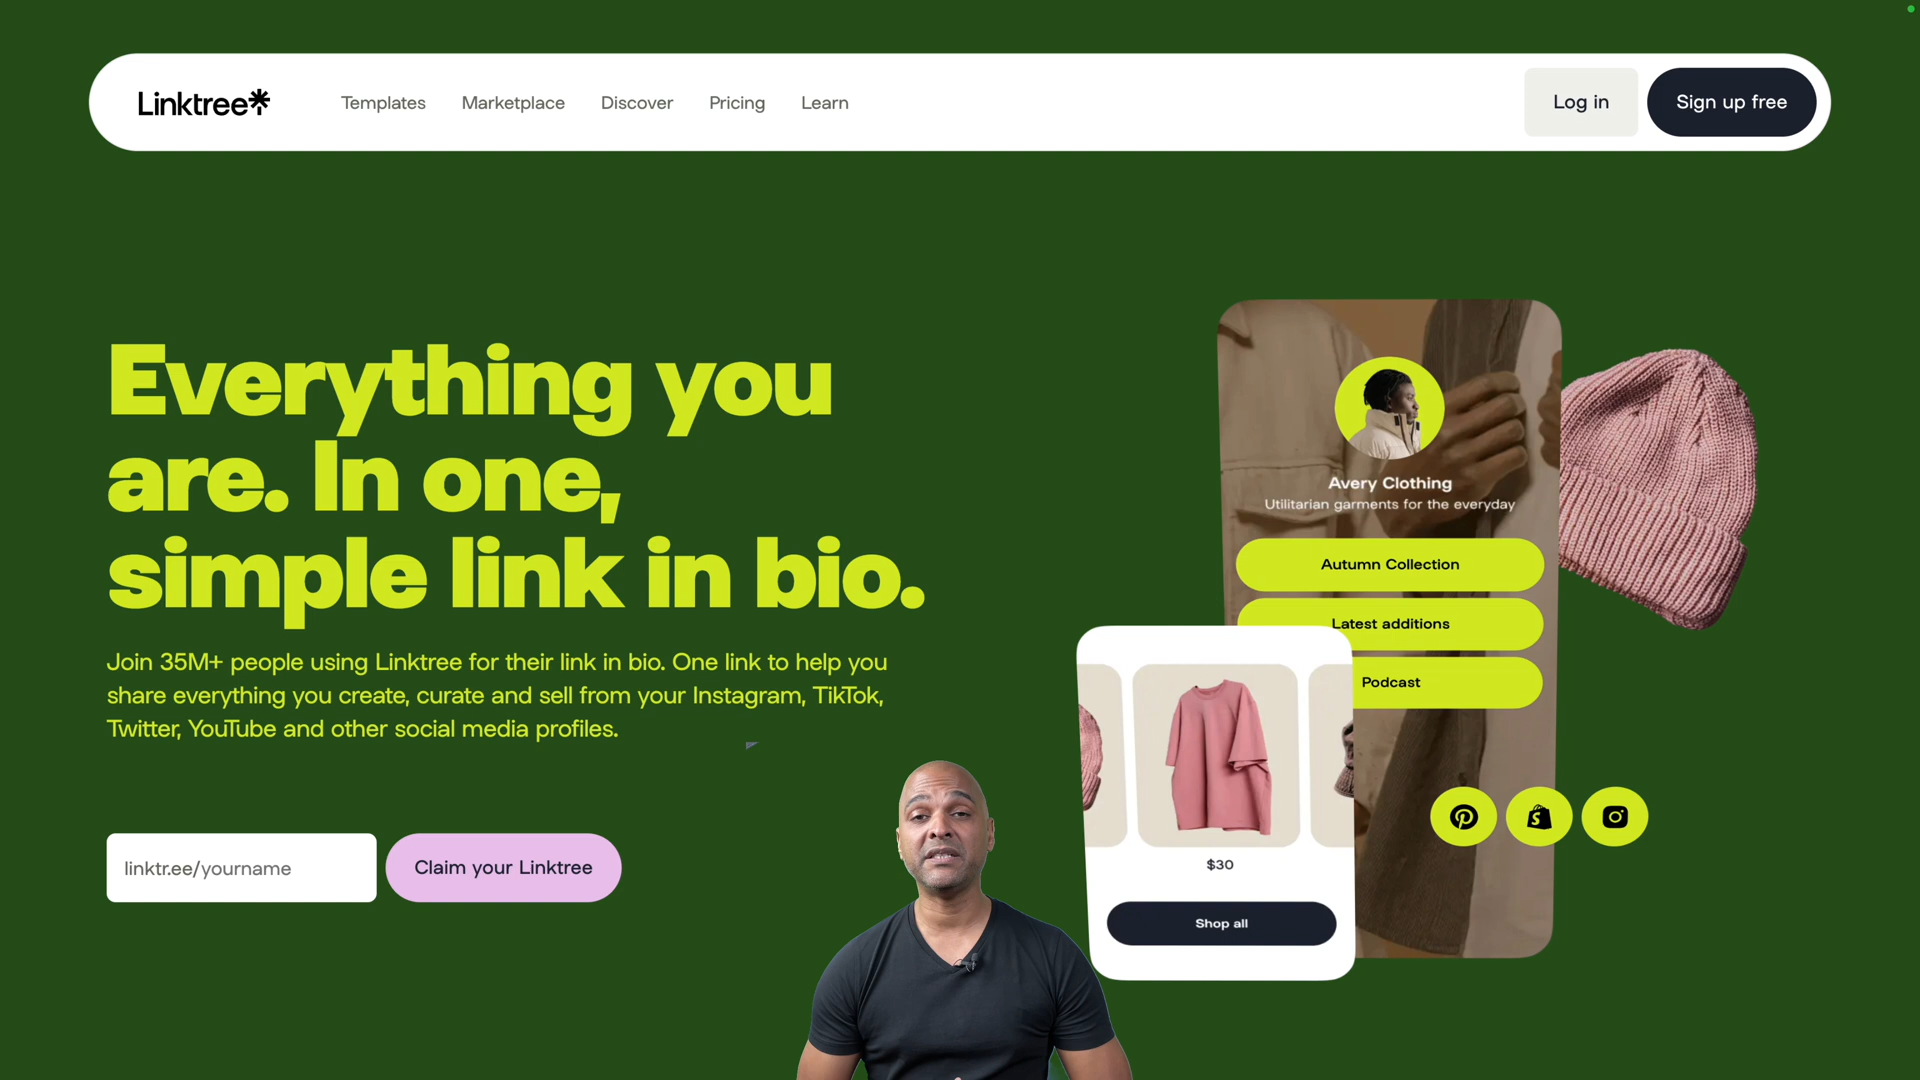 Linktree*
Templates
Marketplace
Discover
Pricing
Learn
Log in
Sign up free
Everything you
are. In one,
simple link in bio.
Join 35M+ people using Linktree for their link in bio. One link to help you
share everything you create, curate and sell from your Instagram, TikTok,
Twitter, YouTube and other social media profiles.
linktr.ee/yourname
Claim your Linktree
Avery Clothing
Utilitarian garments for the everyday
Autumn Collection
Latest additions
Podcast
$30
Shop all